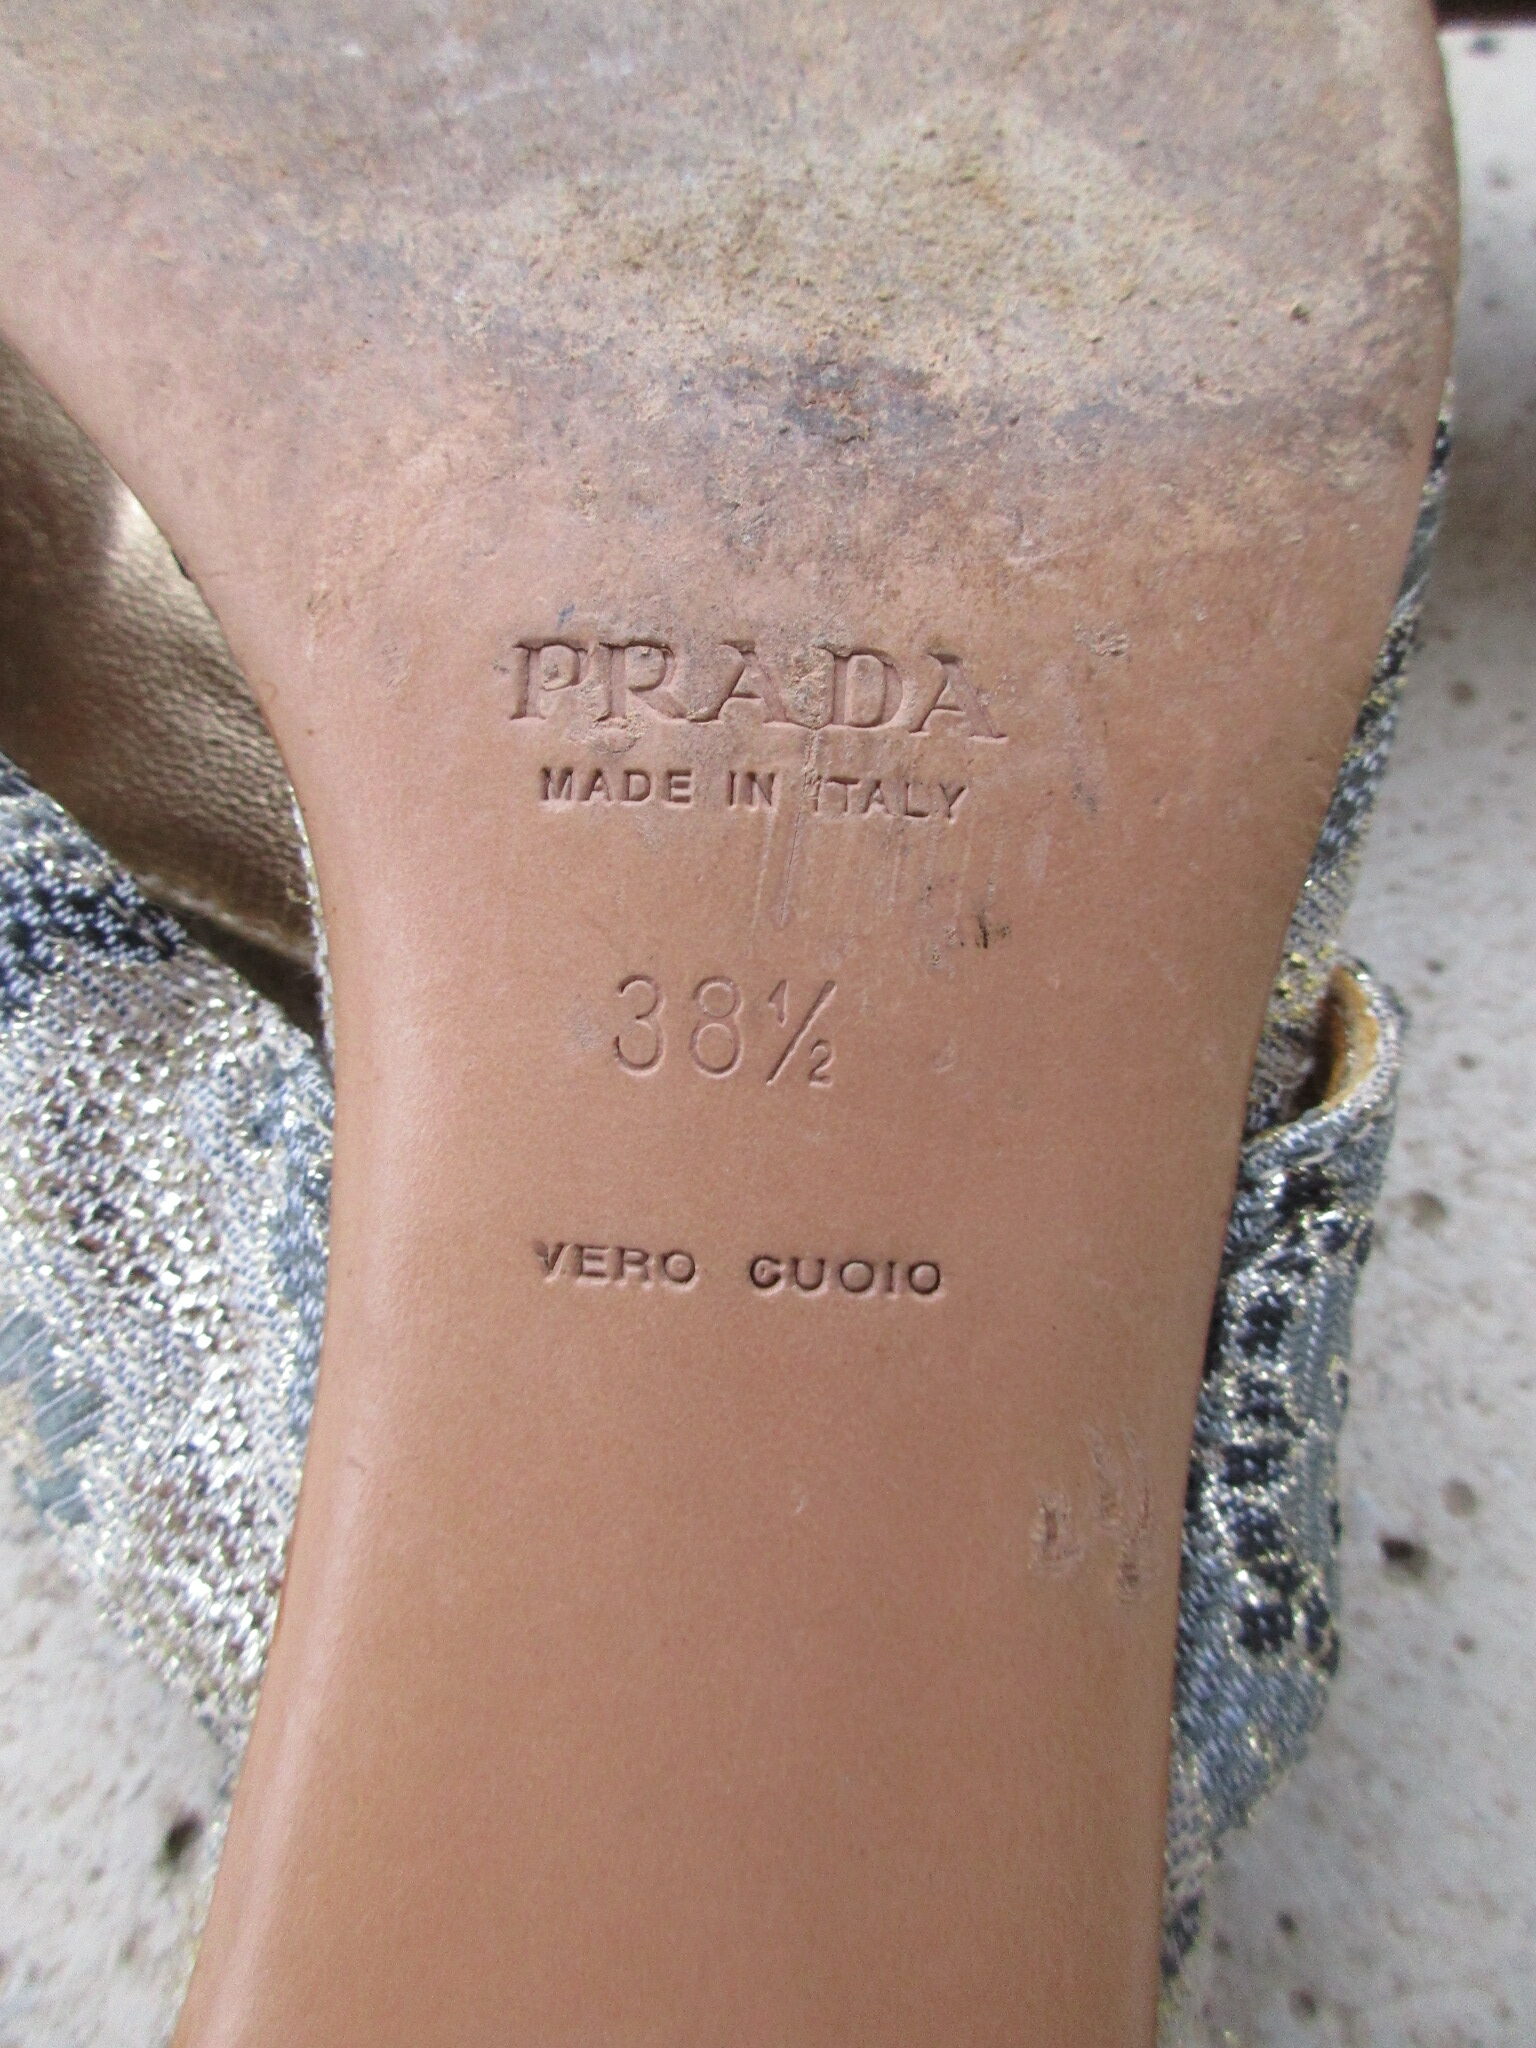 PRADA
MADE IN ITALY
38½
VERO CUOIO